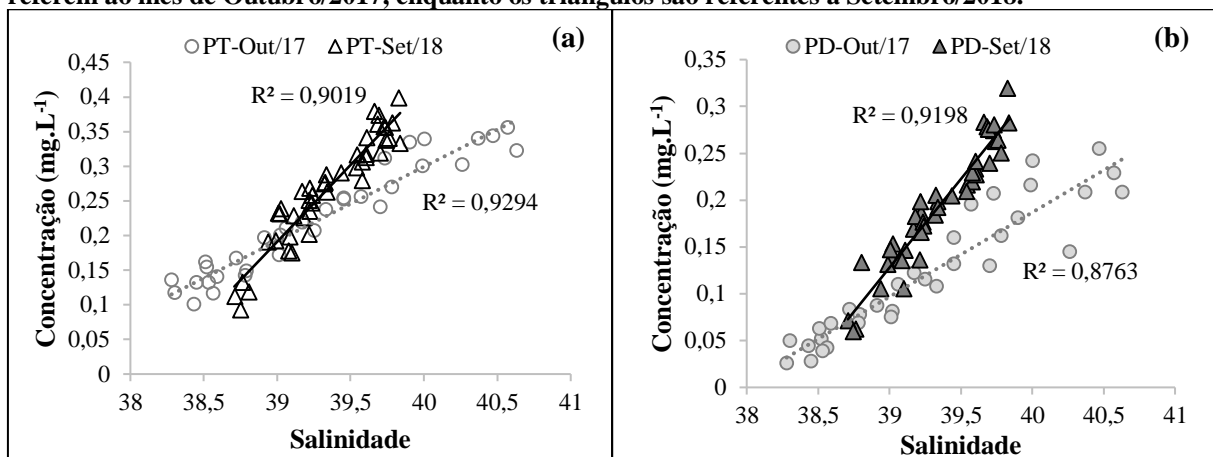 referem ao mês de Outubro/2017, enquanto os triângulos são referentes a Setembro/2018.
PT-Out/17 PT-Set/18 (a)
Concentração (mg.L-1)
0,45
0,4
0,35
0,3
0,25
0,2
0,15
0,1
0,05
0
R² = 0,9019
R² = 0,9294
38 38,5 39 39,5 40 40,5 41
Salinidade
PD-Out/17 PD-Set/18 (b)
Concentração (mg.L-1)
0,35
0,3
0,25
0,2
0,15
0,1
0,05
0
R² = 0,9198
R² = 0,8763
38 38,5 39 39,5 40 40,5 41
Salinidade